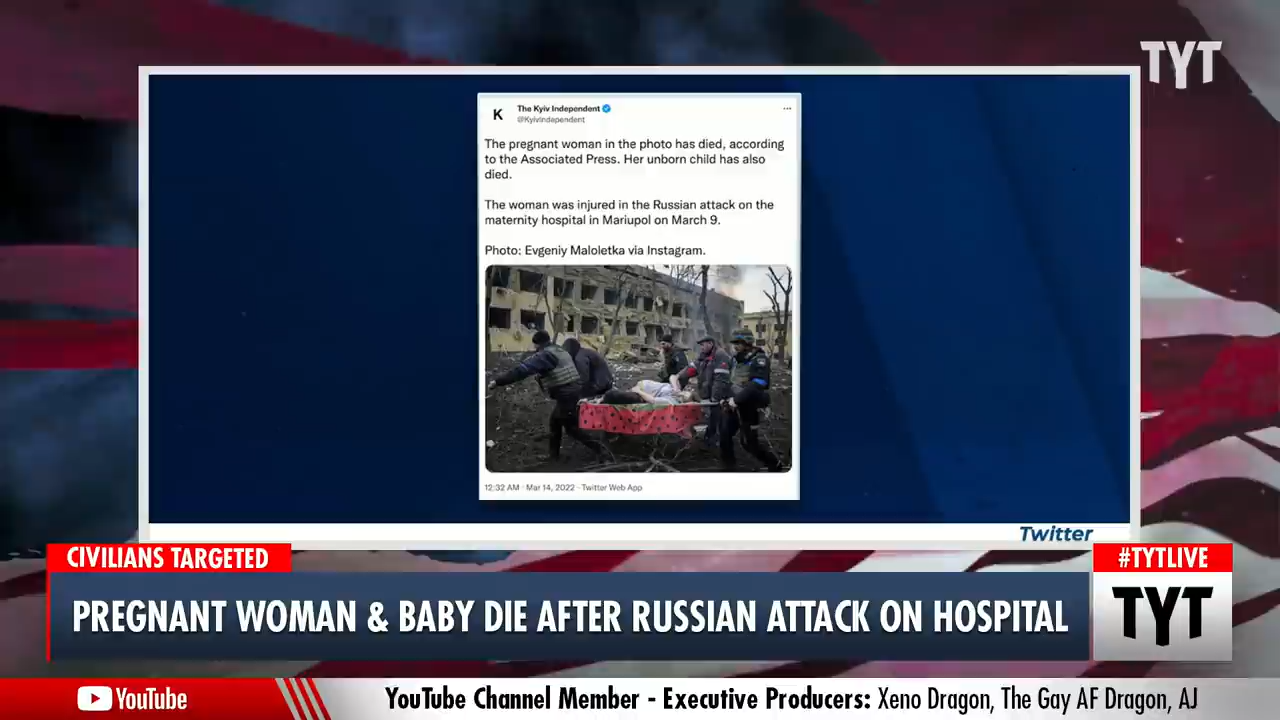 TYT
K
The Kyiv Independent
@KyivIndependent
The pregnant woman in the photo has died, according
to the Associated Press. Her unborn child has also
died.
The woman was injured in the Russian attack on the
maternity hospital in Mariupol on March 9.
Photo: Evgeniy Maloletka via Instagram.
12:32 AM · Mar 14, 2022 · Twitter Web App
Twitter
CIVILIANS TARGETED
#TYTLIVE
PREGNANT WOMAN & BABY DIE AFTER RUSSIAN ATTACK ON HOSPITAL
TYT
YouTube
YouTube Channel Member - Executive Producers: Xeno Dragon, The Gay AF Dragon, AJ